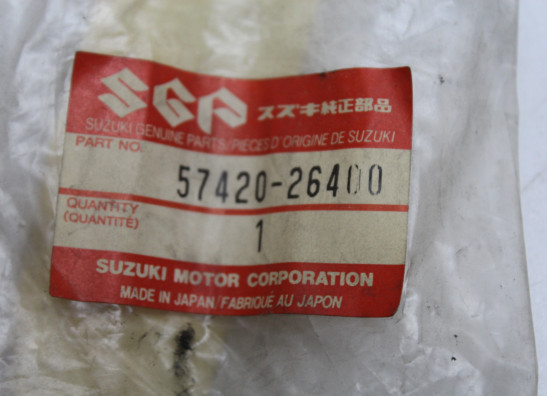 SGP スズキ純正部品
SUZUKI GENUINE PARTS/PIECES D'ORIGINE DE SUZUKI
PART NO.
57420-26400
QUANTITY
(QUANTITÉ)
1
SUZUKI MOTOR CORPORATION
MADE IN JAPAN/FABRIQUÉ AU JAPON